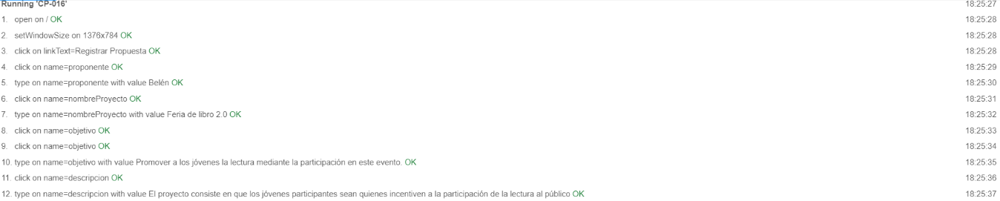 Running 'CP-016' 18:25:27
1. open on / OK 18:25:28
2. setWindowSize on 1376x784 OK 18:25:28
3. click on linkText=Registrar Propuesta OK 18:25:28
4. click on name=proponente OK 18:25:29
5. type on name=proponente with value Belén OK 18:25:30
6. click on name=nombreProyecto OK 18:25:31
7. type on name=nombreProyecto with value Feria de libro 2.0 OK 18:25:32
8. click on name=objetivo OK 18:25:33
9. click on name=objetivo OK 18:25:34
10. type on name=objetivo with value Promover a los jóvenes la lectura mediante la participación en este evento. OK 18:25:35
11. click on name=descripcion OK 18:25:36
12. type on name=descripcion with value El proyecto consiste en que los jóvenes participantes sean quienes incentiven a la participación de la lectura al público OK 18:25:37